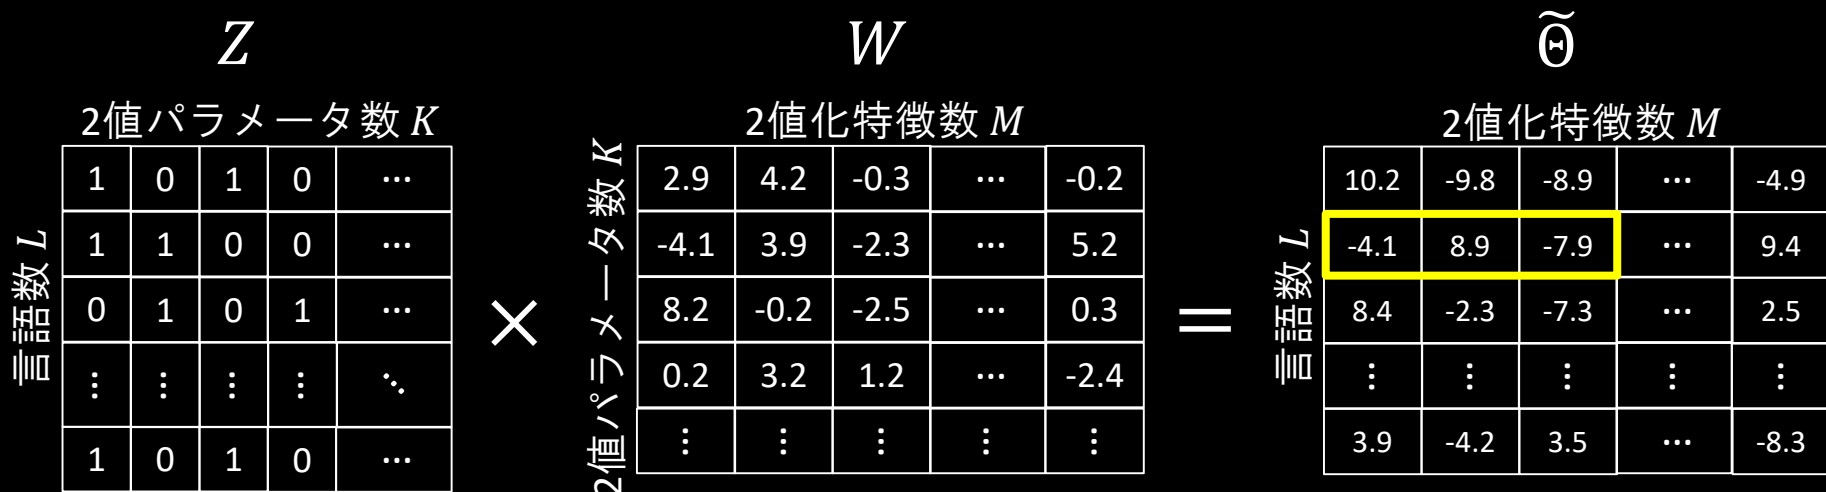 Z
2値パラメータ数 K
言語数 L
1 0 1 0 ⋯
1 1 0 0 ⋯
0 1 0 1 ⋯
⋮ ⋮ ⋮ ⋮ ⋱
1 0 1 0 ⋯
×
W
2値化特徴数 M
2値パラメータ数 K
2.9 4.2 -0.3 ⋯ -0.2
-4.1 3.9 -2.3 ⋯ 5.2
8.2 -0.2 -2.5 ⋯ 0.3
0.2 3.2 1.2 ⋯ -2.4
⋮ ⋮ ⋮ ⋮ ⋮
=
Θ̃
2値化特徴数 M
言語数 L
10.2 -9.8 -8.9 ⋯ -4.9
-4.1 8.9 -7.9 ⋯ 9.4
8.4 -2.3 -7.3 ⋯ 2.5
⋮ ⋮ ⋮ ⋮ ⋮
3.9 -4.2 3.5 ⋯ -8.3